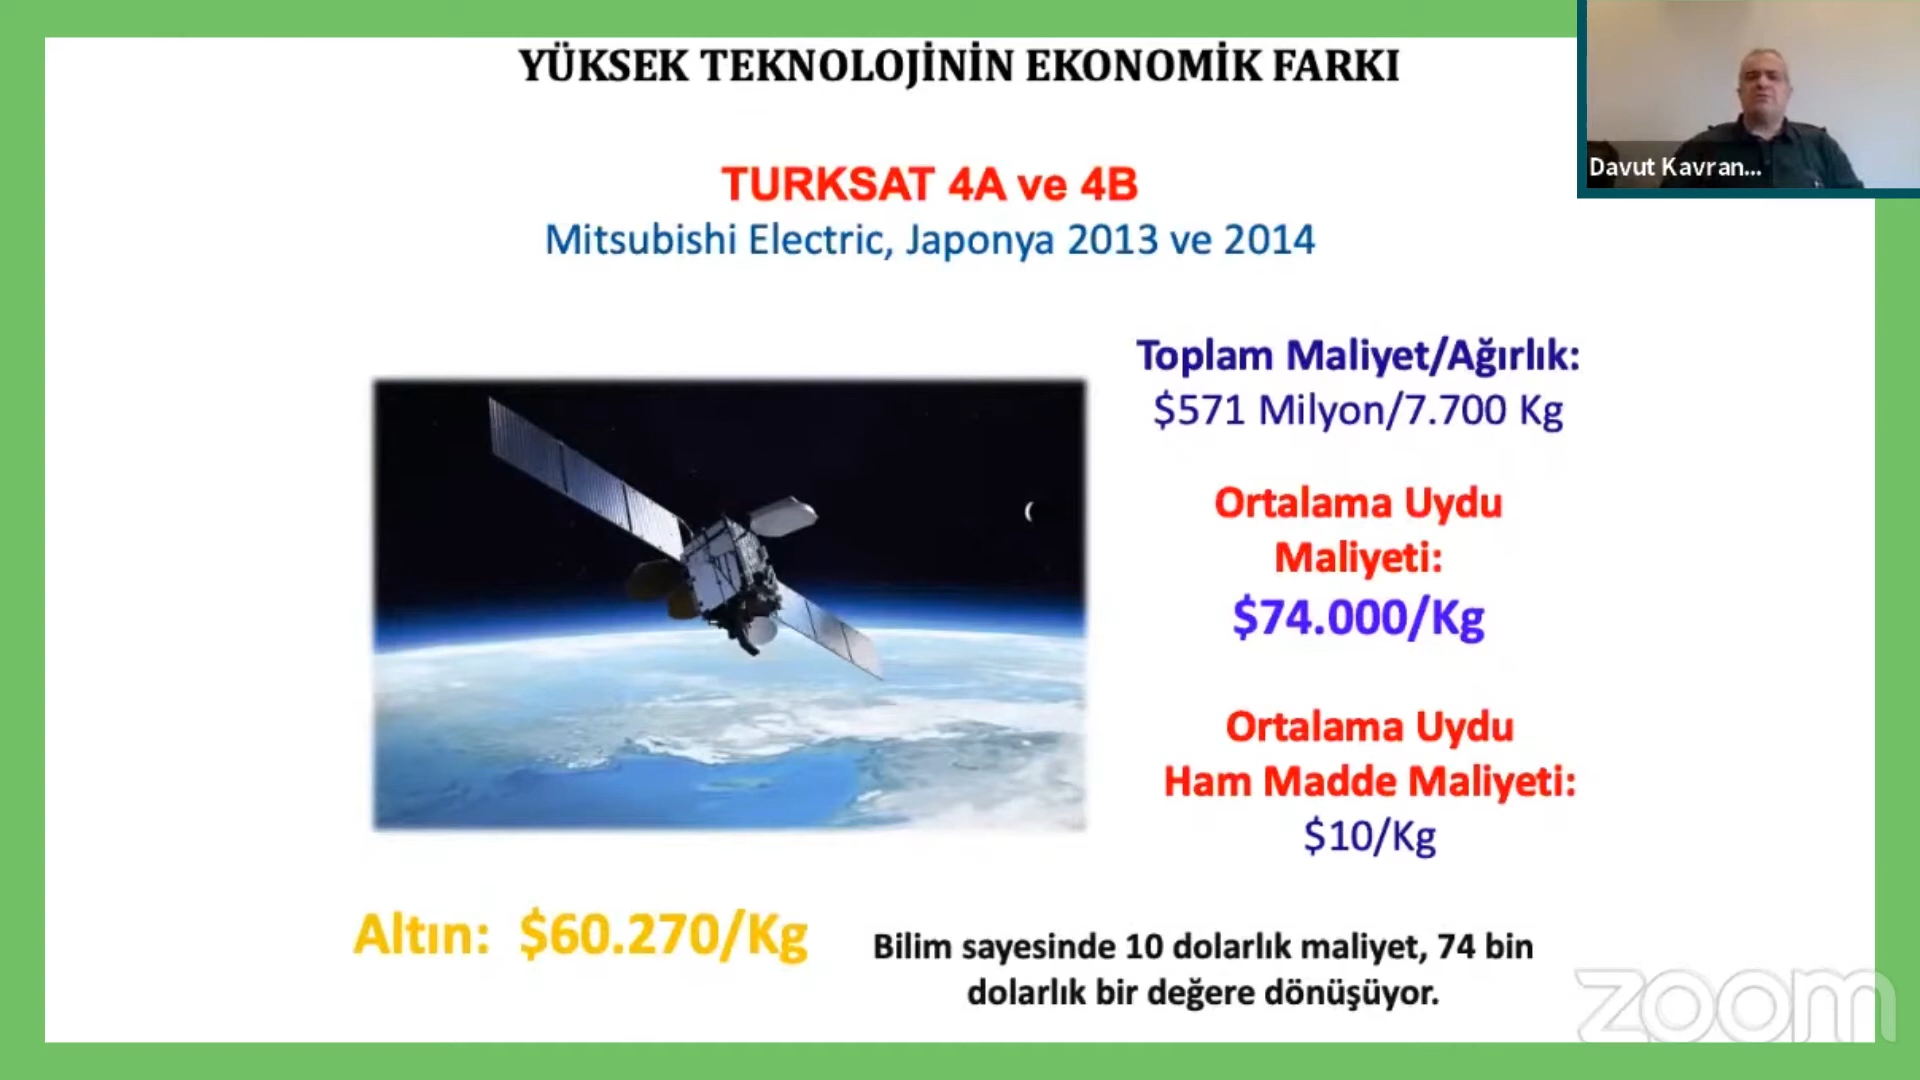 YÜKSEK TEKNOLOJİNİN EKONOMİK FARKI
Davut Kavran...
TURKSAT 4A ve 4B
Mitsubishi Electric, Japonya 2013 ve 2014
Toplam Maliyet/Ağırlık:
$571 Milyon/7.700 Kg
Ortalama Uydu
Maliyeti:
$74.000/Kg
Ortalama Uydu
Ham Madde Maliyeti:
$10/Kg
Altın: $60.270/Kg
Bilim sayesinde 10 dolarlık maliyet, 74 bin
dolarlık bir değere dönüşüyor.
zoom